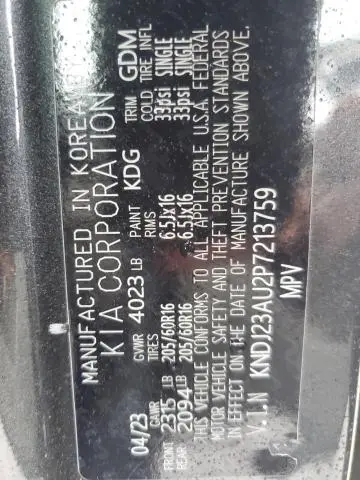 MANUFACTURED IN KOREA
KIA CORPORATION
04/23 GVWR 4023 LB PAINT KDG TRIM GDM
GAWR TIRES RIMS COLD TIRE INFL
FRONT 2315 LB 205/60R16 6.5Jx16 33psi SINGLE
REAR 2094 LB 205/60R16 6.5Jx16 33psi SINGLE
THIS VEHICLE CONFORMS TO ALL APPLICABLE U.S.A. FEDERAL
MOTOR VEHICLE SAFETY AND THEFT PREVENTION STANDARDS
IN EFFECT ON THE DATE OF MANUFACTURE SHOWN ABOVE.
V.I.N KNDJ23AU2P7213759
MPV